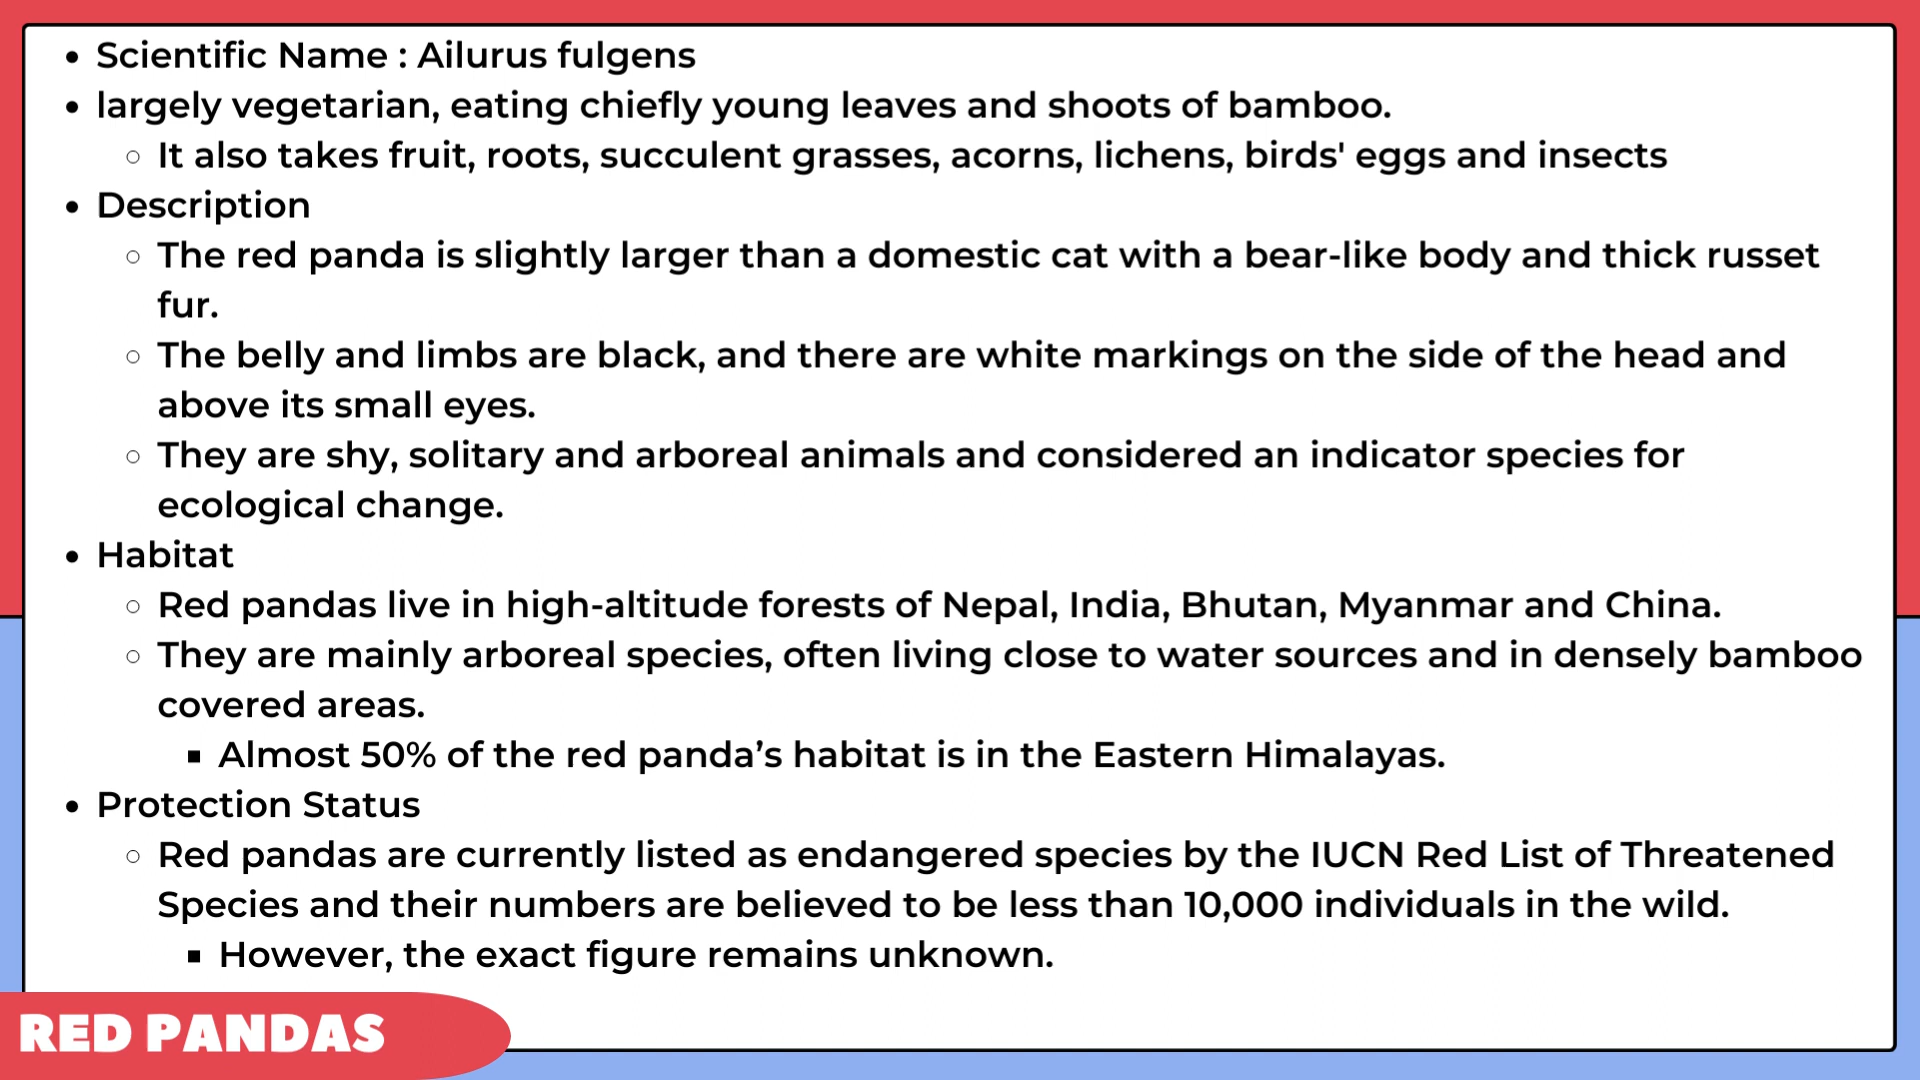 Scientific Name : Ailurus fulgens
largely vegetarian, eating chiefly young leaves and shoots of bamboo.
It also takes fruit, roots, succulent grasses, acorns, lichens, birds' eggs and insects
Description
The red panda is slightly larger than a domestic cat with a bear-like body and thick russet
fur.
The belly and limbs are black, and there are white markings on the side of the head and
above its small eyes.
They are shy, solitary and arboreal animals and considered an indicator species for
ecological change.
Habitat
Red pandas live in high-altitude forests of Nepal, India, Bhutan, Myanmar and China.
They are mainly arboreal species, often living close to water sources and in densely bamboo
covered areas.
Almost 50% of the red panda’s habitat is in the Eastern Himalayas.
Protection Status
Red pandas are currently listed as endangered species by the IUCN Red List of Threatened
Species and their numbers are believed to be less than 10,000 individuals in the wild.
However, the exact figure remains unknown.
RED PANDAS